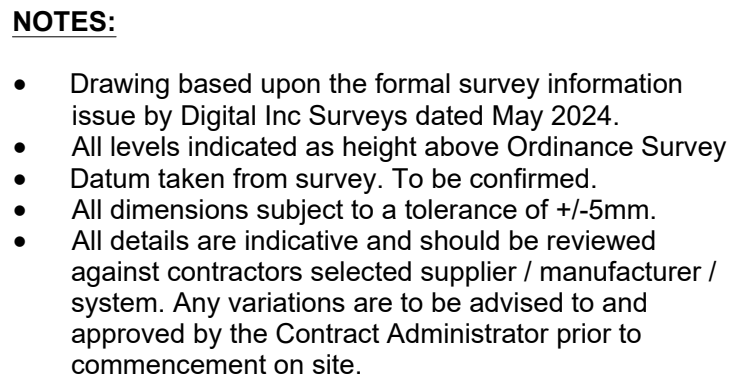 NOTES:
• Drawing based upon the formal survey information
issue by Digital Inc Surveys dated May 2024.
• All levels indicated as height above Ordinance Survey
• Datum taken from survey. To be confirmed.
• All dimensions subject to a tolerance of +/-5mm.
• All details are indicative and should be reviewed
against contractors selected supplier / manufacturer /
system. Any variations are to be advised to and
approved by the Contract Administrator prior to
commencement on site.